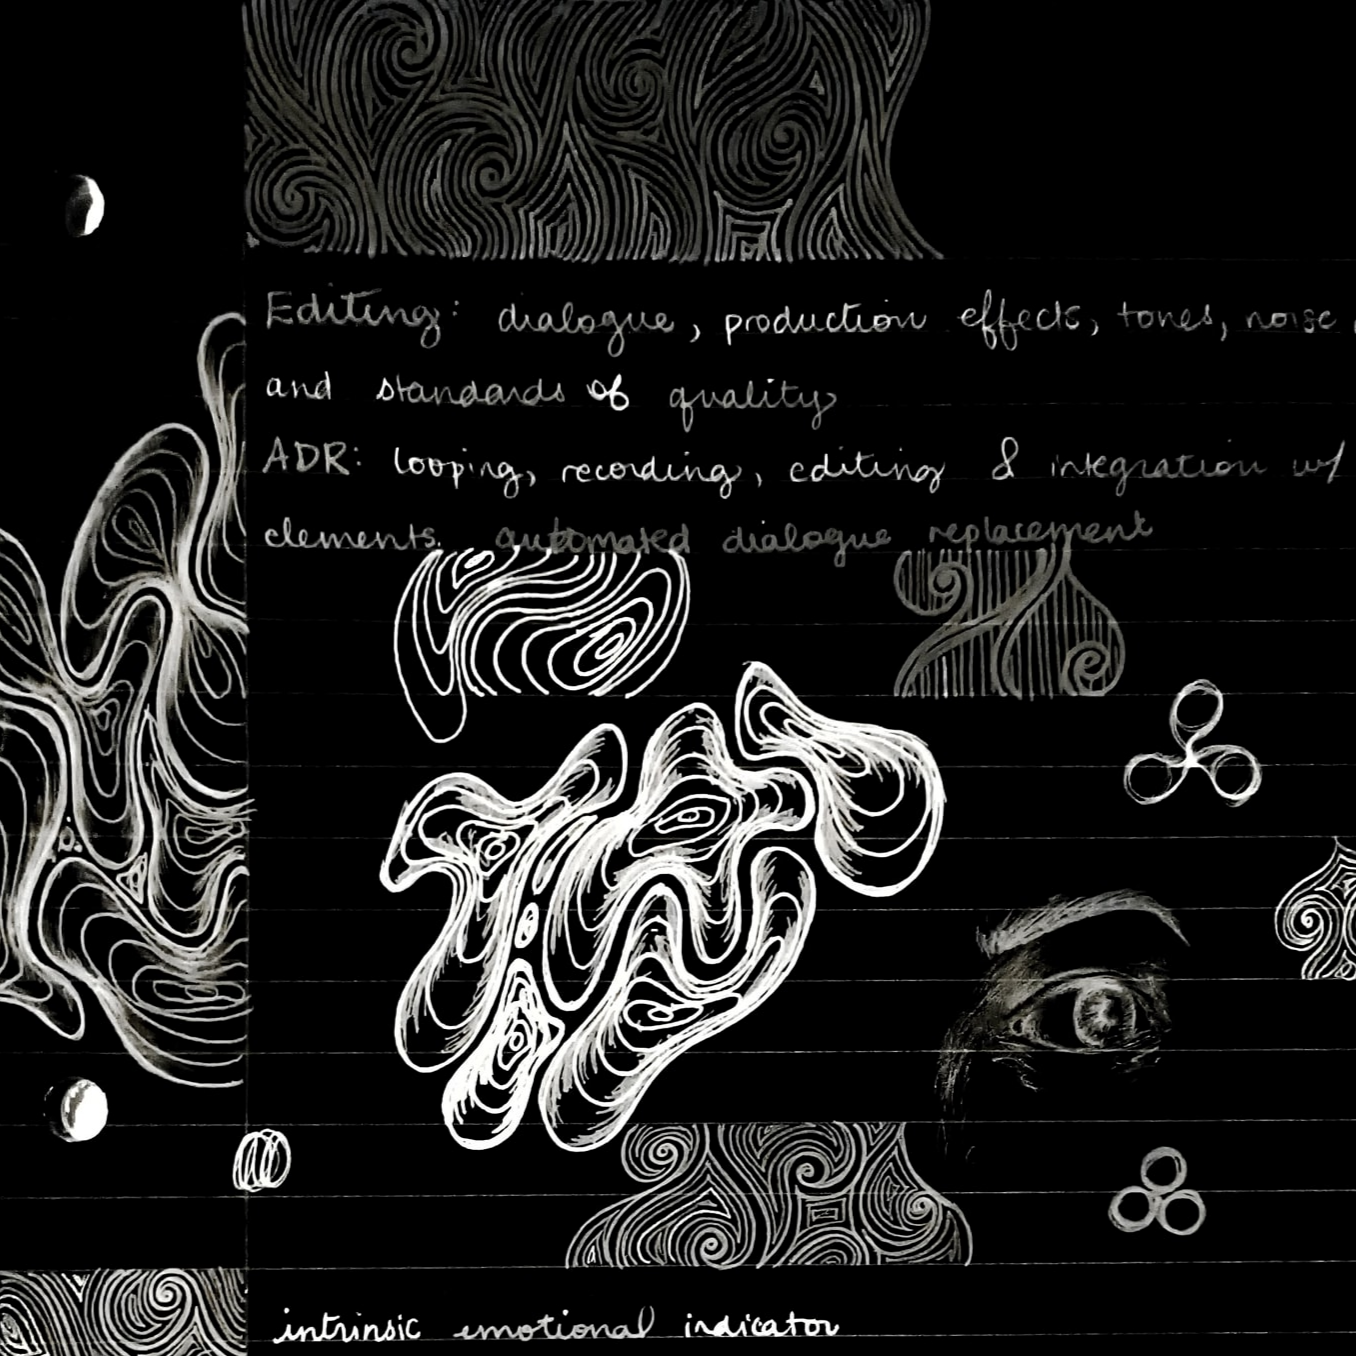 Editing: dialogue, production effects, tones, noise,
and standards of quality
ADR: looping, recording, editing & integration w/
elements. automated dialogue replacement
intrinsic emotional indicator